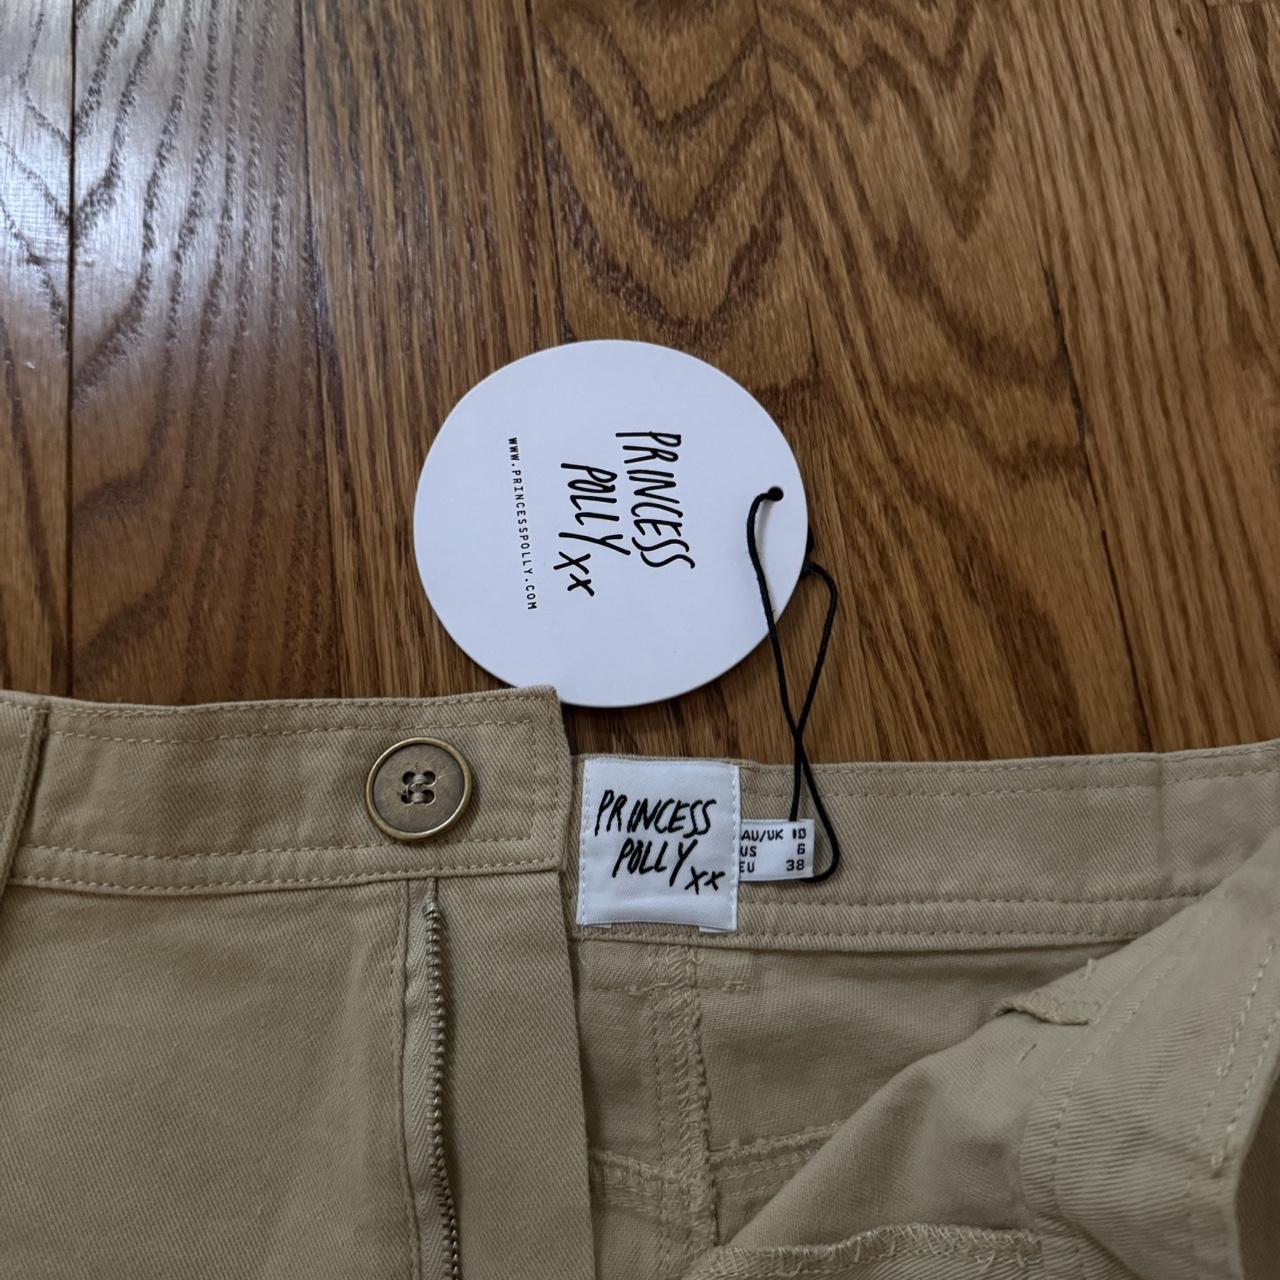 PRINCESS
POLLY xx
WWW.PRINCESSPOLLY.COM
PRINCESS
POLLY xx
AU/UK 10
US 6
EU 38